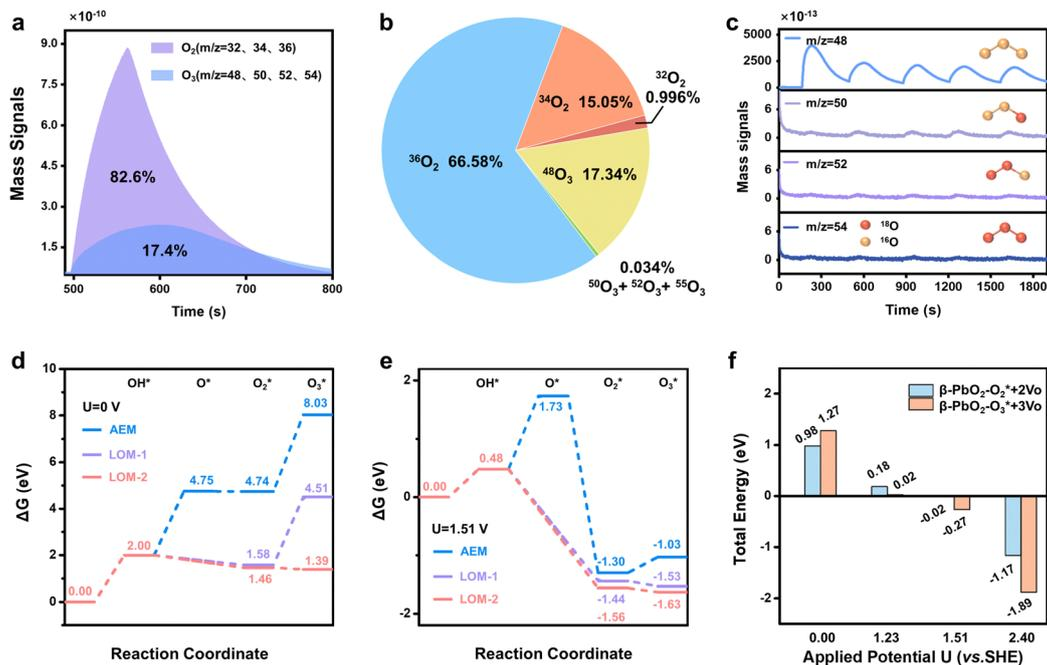 a
×10⁻¹⁰
Mass Signals
9.0
7.5
6.0
4.5
3.0
1.5
O₂(m/z=32、34、36)
O₃(m/z=48、50、52、54)
82.6%
17.4%
500
600
700
800
Time (s)
b
³⁶O₂ 66.58%
³⁴O₂ 15.05%
³²O₂
0.996%
⁴⁸O₃ 17.34%
0.034%
⁵⁰O₃+⁵²O₃+⁵⁵O₃
c
×10⁻¹³
Mass signals
5000
2500
0
m/z=48
6
0
m/z=50
6
0
m/z=52
6
0
m/z=54
¹⁸O
¹⁶O
0
300
600
900
1200
1500
1800
Time (s)
d
ΔG (eV)
10
8
6
4
2
0
OH*
O*
O₂*
O₃*
U=0 V
AEM
LOM-1
LOM-2
0.00
2.00
4.75
4.74
8.03
1.58
4.51
1.46
1.39
Reaction Coordinate
e
ΔG (eV)
2
0
-2
OH*
O*
O₂*
O₃*
0.00
0.48
1.73
U=1.51 V
AEM
LOM-1
LOM-2
-1.30
-1.03
-1.44
-1.53
-1.56
-1.63
Reaction Coordinate
f
Total Energy (eV)
2
1
0
-1
-2
β-PbO₂-O₂*+2Vo
β-PbO₂-O₃*+3Vo
0.98
1.27
0.18
0.02
-0.02
-0.27
-1.17
-1.89
0.00
1.23
1.51
2.40
Applied Potential U (vs.SHE)